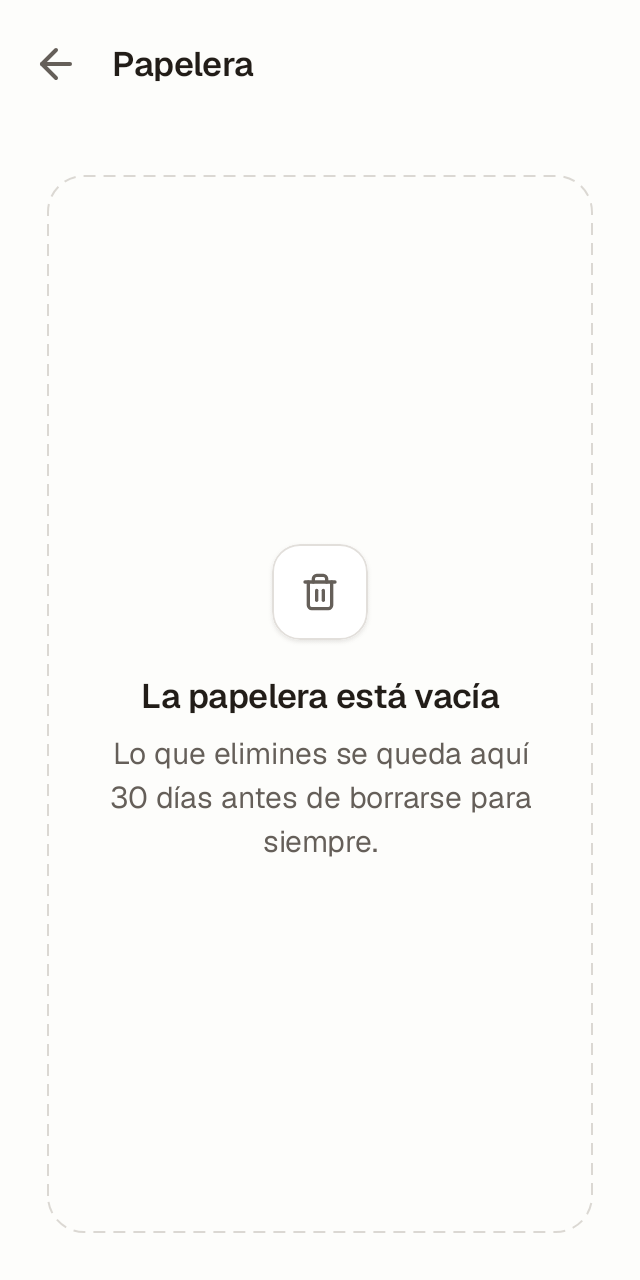 Papelera
La papelera está vacía
Lo que elimines se queda aquí
30 días antes de borrarse para
siempre.